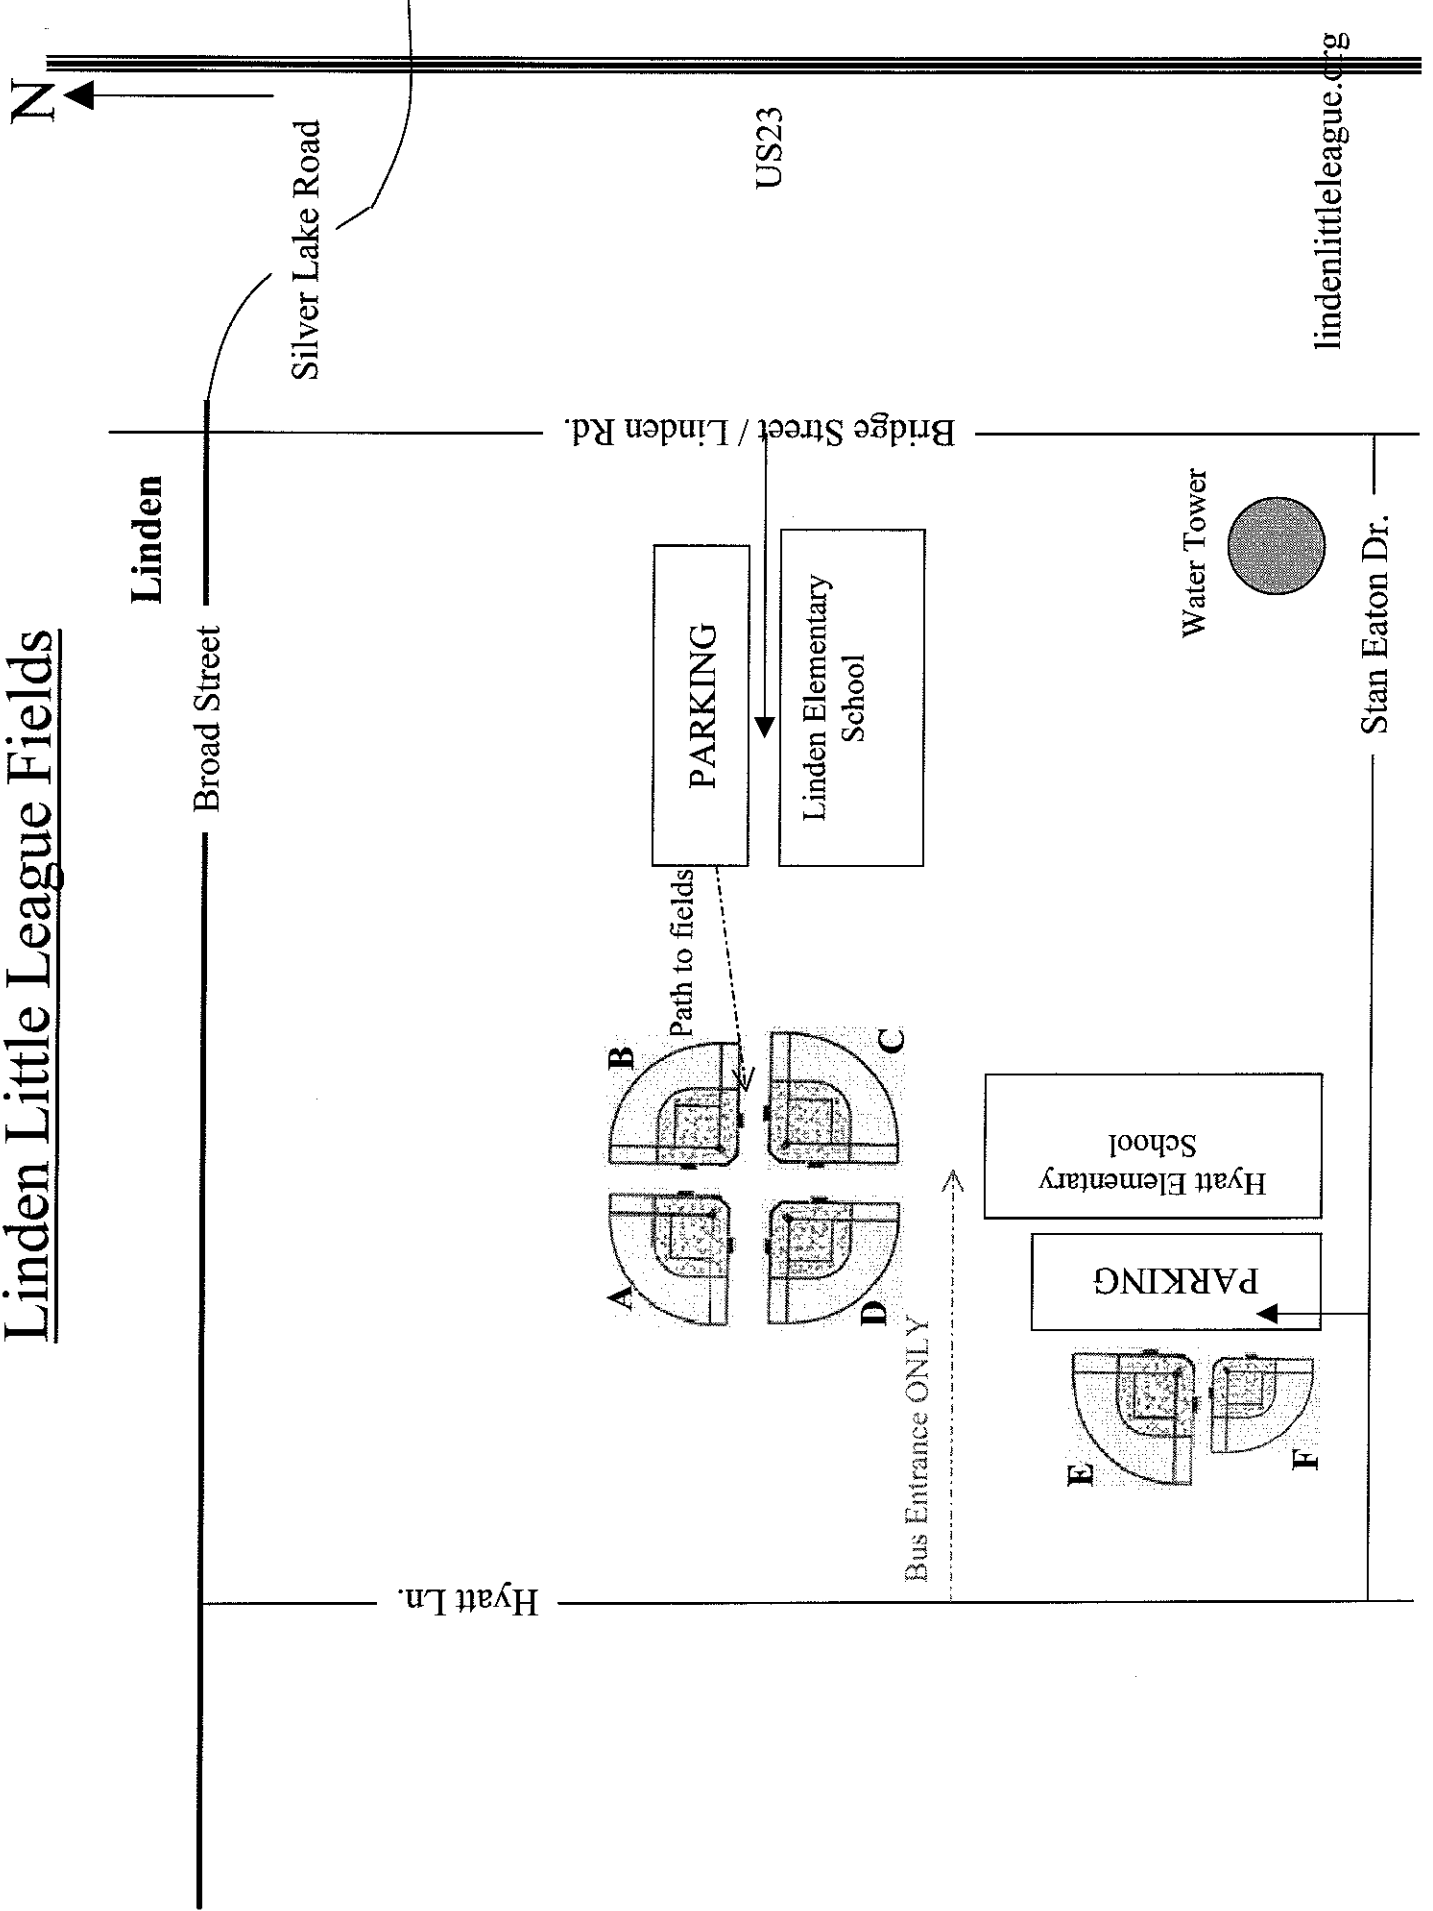 Linden Little League Fields
N
Linden
Broad Street
Silver Lake Road
Bridge Street / Linden Rd.
US23
PARKING
Linden Elementary
School
Path to fields
A
B
C
D
Hyatt Ln.
Bus Entrance ONLY
Hyatt Elementary
School
PARKING
E
F
Water Tower
Stan Eaton Dr.
lindenlittleleague.org